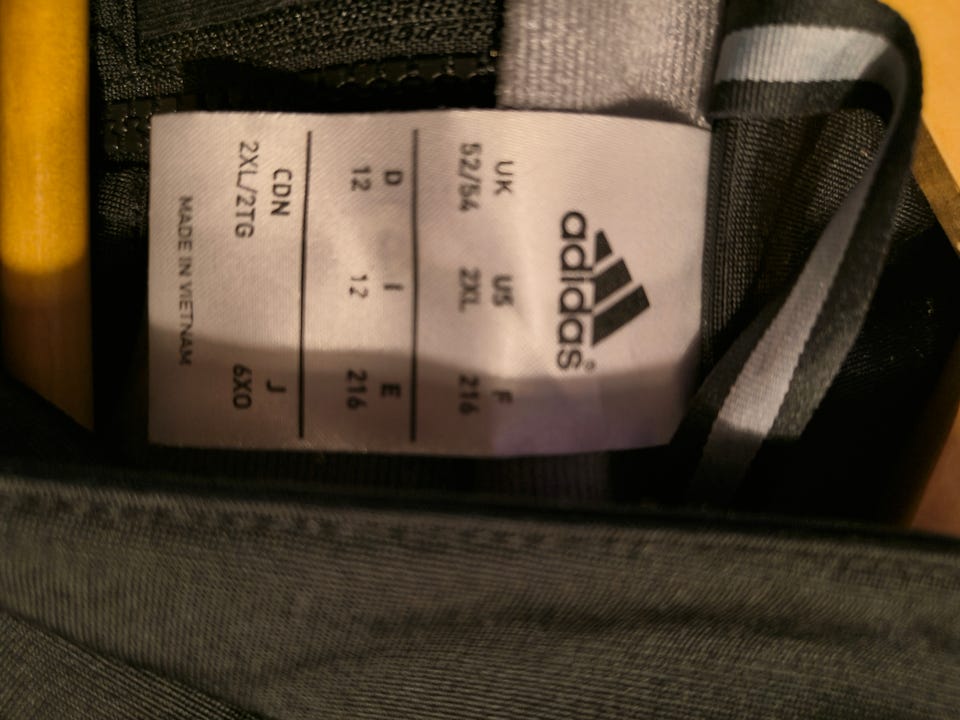 adidas®
UK US F
52/54 2XL 216
D I E
12 12 216
CDN J
2XL/2TG 6XO
MADE IN VIETNAM